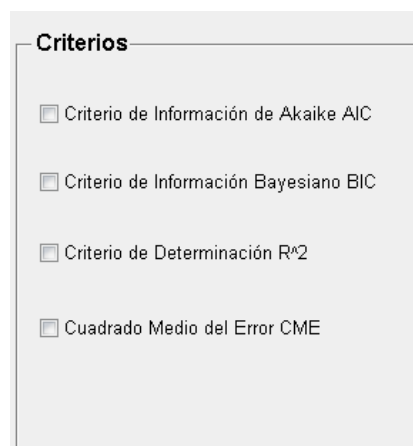 Criterios
Criterio de Información de Akaike AIC
Criterio de Información Bayesiano BIC
Criterio de Determinación R^2
Cuadrado Medio del Error CME